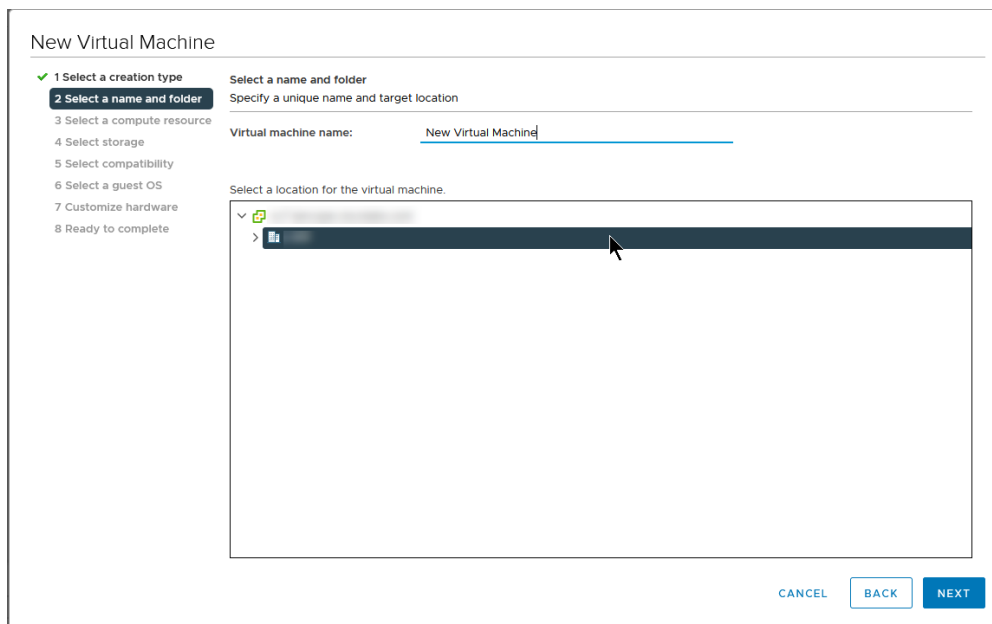 New Virtual Machine
1 Select a creation type
2 Select a name and folder
3 Select a compute resource
4 Select storage
5 Select compatibility
6 Select a guest OS
7 Customize hardware
8 Ready to complete
Select a name and folder
Specify a unique name and target location
Virtual machine name: New Virtual Machine
Select a location for the virtual machine.
CANCEL BACK NEXT